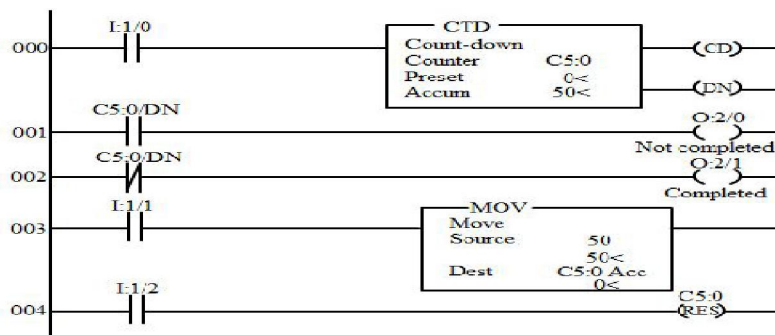 I:1/0
CTD
000
Count-down
Counter C5:0
Preset 0<
Accum 50<
(CD)
(DN)
C5:0/DN
001
O:2/0
Not completed
C5:0/DN
002
O:2/1
Completed
I:1/1
003
MOV
Move
Source 50
50<
Dest C5:0 Acc
0<
I:1/2
004
C5:0
(RES)